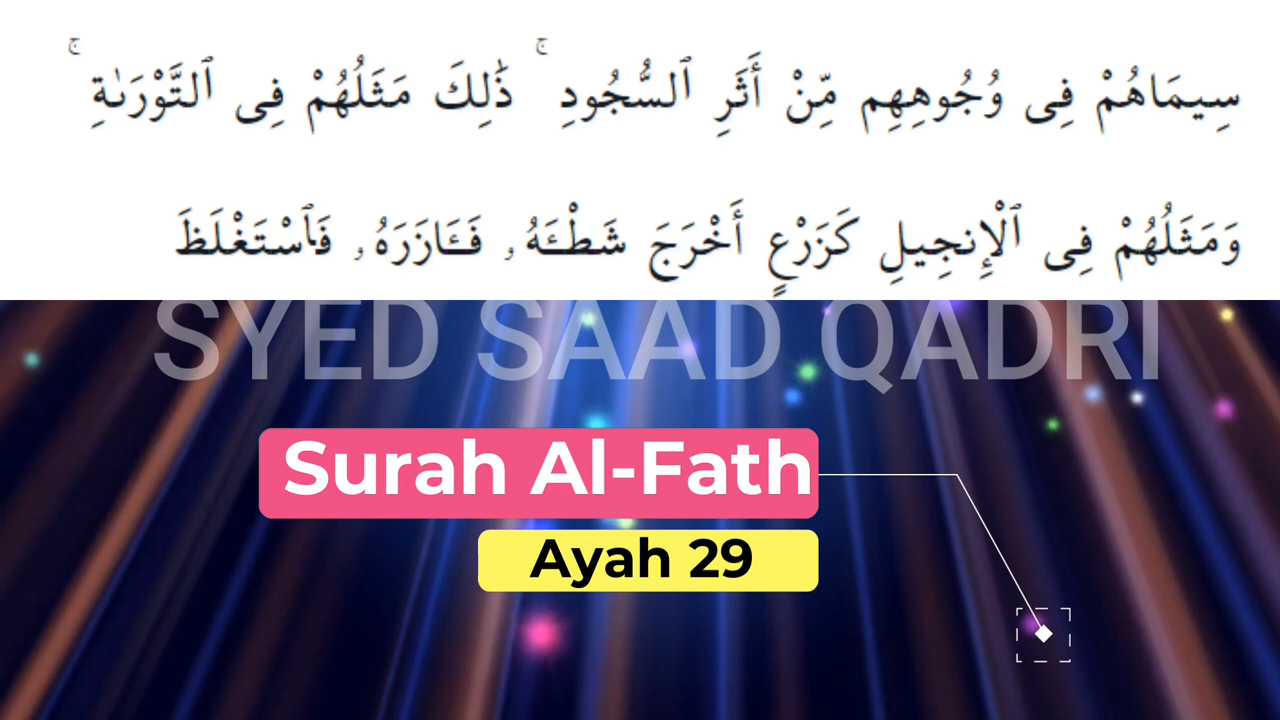 سِيمَاهُمْ فِى وُجُوهِهِم مِّنْ أَثَرِ ٱلسُّجُودِ ۚ ذَٰلِكَ مَثَلُهُمْ فِى ٱلتَّوْرَىٰةِ ۚ
وَمَثَلُهُمْ فِى ٱلْإِنجِيلِ كَزَرْعٍ أَخْرَجَ شَطْـَٔهُۥ فَـَٔازَرَهُۥ فَٱسْتَغْلَظَ
SYED SAAD QADRI
Surah Al-Fath
Ayah 29